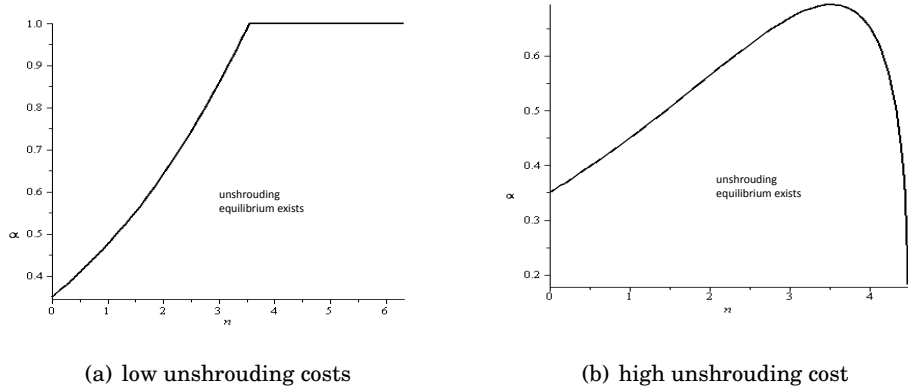 1.0
0.9
0.8
0.7
0.6
0.5
0.4
α
0 1 2 3 4 5 6
n
unshrouding
equilibrium exists
0.6
0.5
0.4
0.3
0.2
α
0 1 2 3 4
n
unshrouding
equilibrium exists
(a) low unshrouding costs
(b) high unshrouding cost